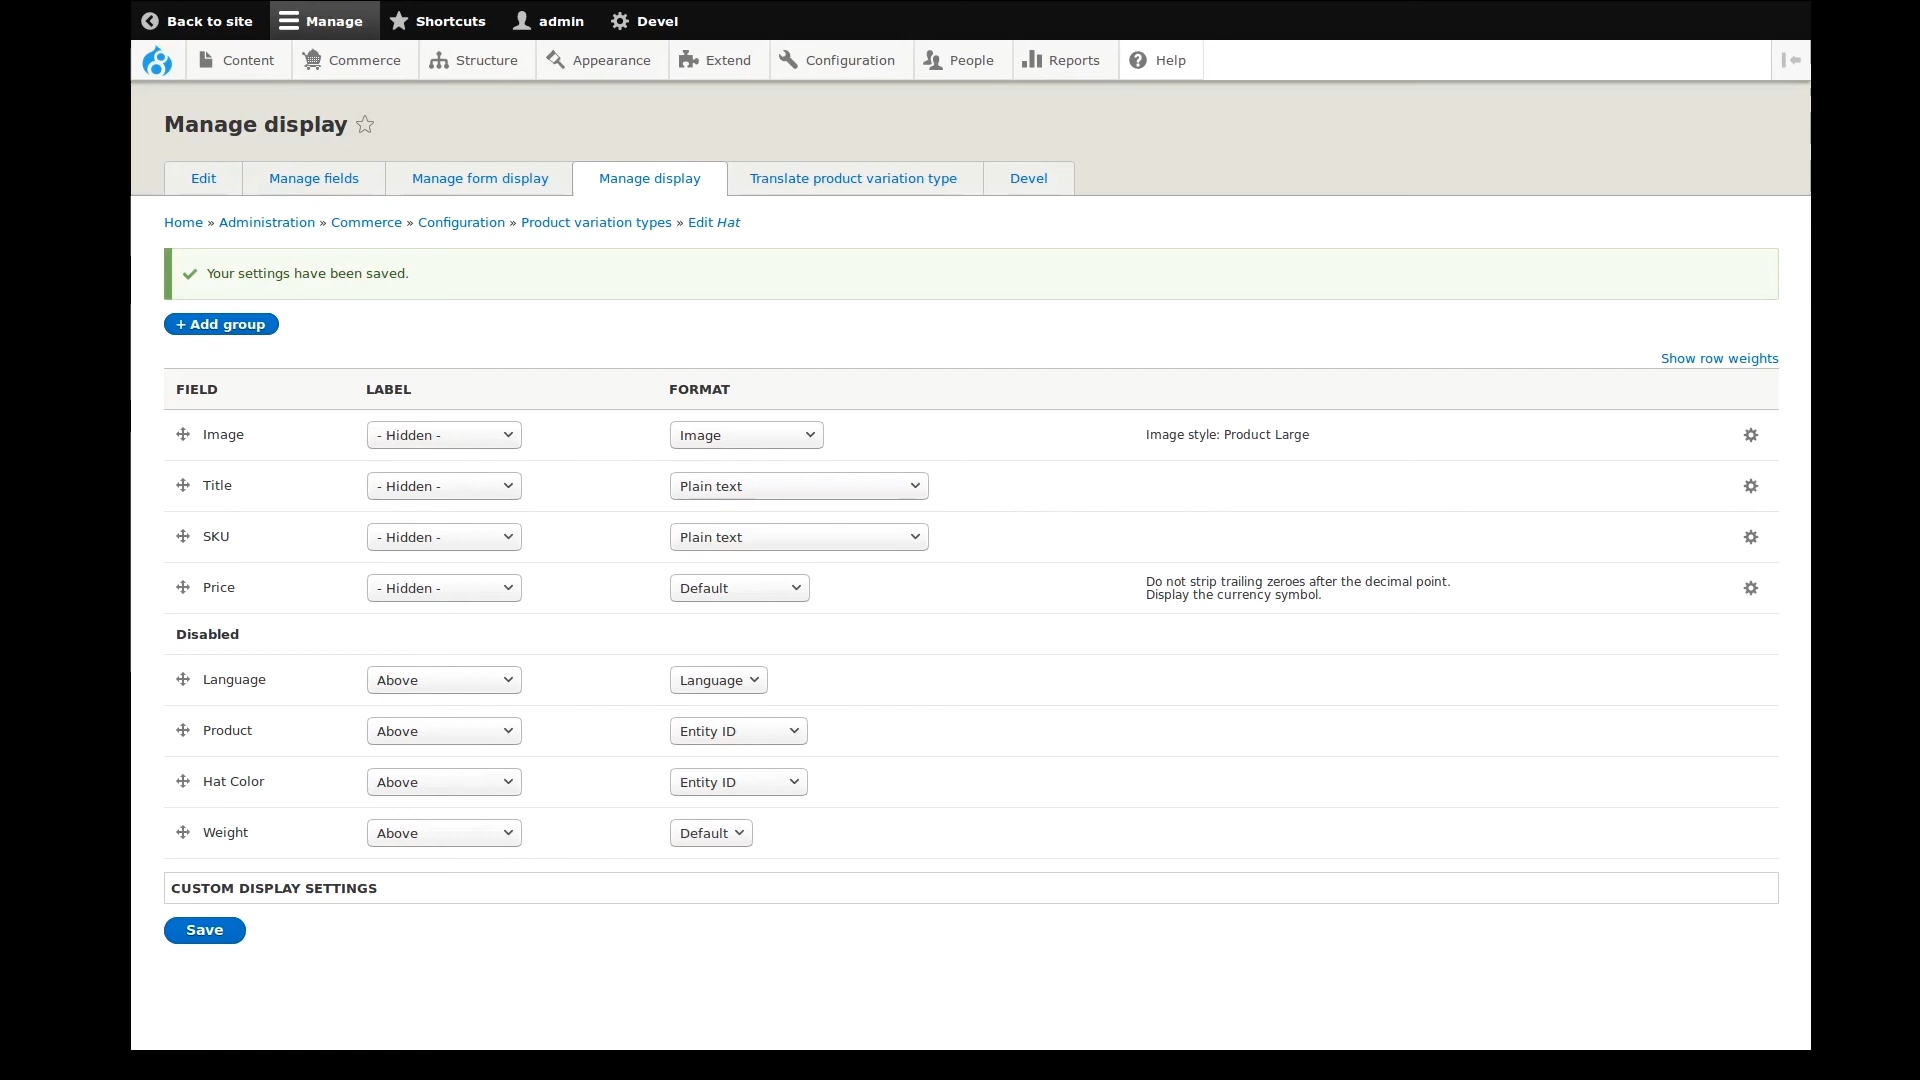 Back to site Manage Shortcuts admin Devel
Content Commerce Structure Appearance Extend Configuration People Reports Help
Manage display
Edit Manage fields Manage form display Manage display Translate product variation type Devel
Home » Administration » Commerce » Configuration » Product variation types » Edit Hat
Your settings have been saved.
+ Add group
Show row weights
FIELD LABEL FORMAT
Image - Hidden - Image Image style: Product Large
Title - Hidden - Plain text
SKU - Hidden - Plain text
Price - Hidden - Default Do not strip trailing zeroes after the decimal point.
Display the currency symbol.
Disabled
Language Above Language
Product Above Entity ID
Hat Color Above Entity ID
Weight Above Default
CUSTOM DISPLAY SETTINGS
Save